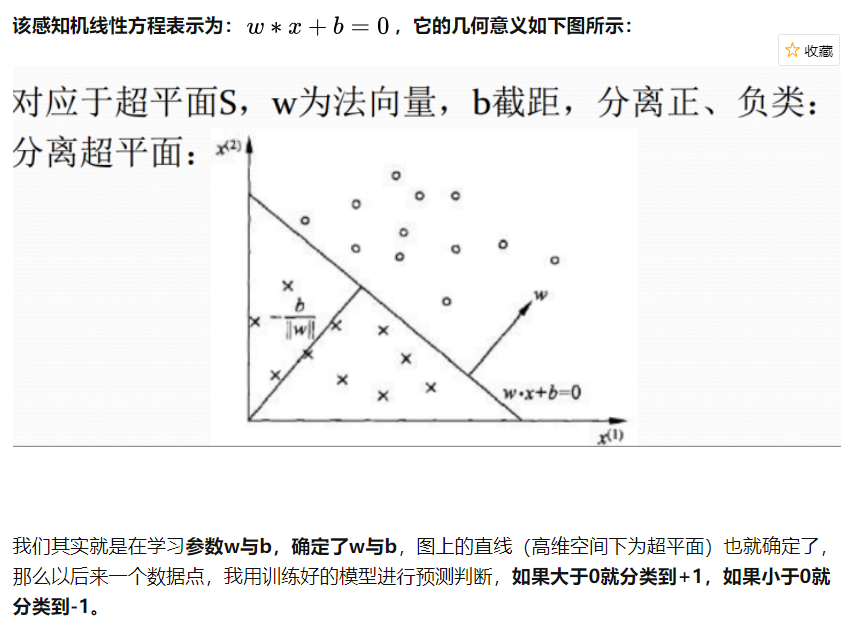 该感知机线性方程表示为： w ∗ x + b = 0 ，它的几何意义如下图所示：
收藏
对应于超平面S，w为法向量，b截距，分离正、负类：
分离超平面：
x(2)
w
−b/||w||
w·x+b=0
x(1)
我们其实就是在学习参数w与b，确定了w与b，图上的直线（高维空间下为超平面）也就确定了，
那么以后来一个数据点，我用训练好的模型进行预测判断，如果大于0就分类到+1，如果小于0就
分类到-1。